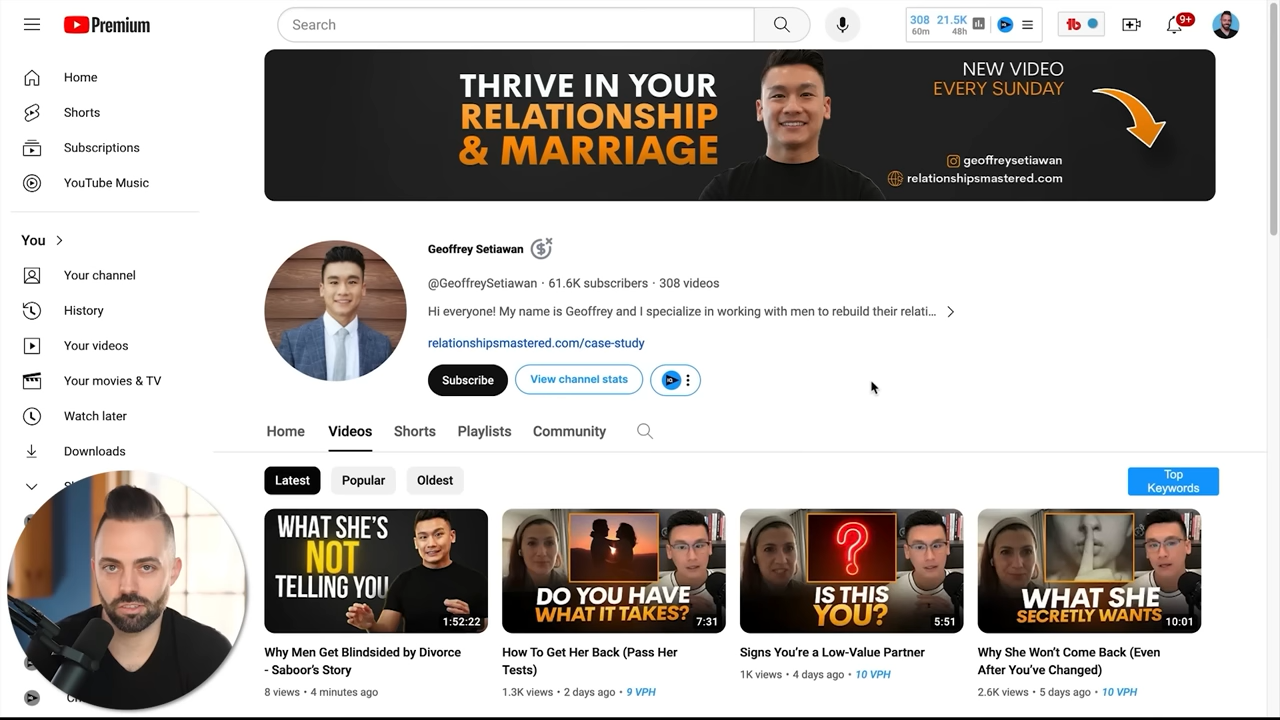 Premium
Search
308
60m
21.5K
48h
9+
Home
Shorts
Subscriptions
YouTube Music
You
Your channel
History
Your videos
Your movies & TV
Watch later
Downloads
THRIVE IN YOUR
RELATIONSHIP
& MARRIAGE
NEW VIDEO
EVERY SUNDAY
geoffreysetiawan
relationshipsmastered.com
Geoffrey Setiawan
@GeoffreySetiawan · 61.6K subscribers · 308 videos
Hi everyone! My name is Geoffrey and I specialize in working with men to rebuild their relati...
relationshipsmastered.com/case-study
Subscribe
View channel stats
Home
Videos
Shorts
Playlists
Community
Latest
Popular
Oldest
Top
Keywords
WHAT SHE'S
NOT
TELLING YOU
1:52:22
Why Men Get Blindsided by Divorce
- Saboor's Story
8 views • 4 minutes ago
DO YOU HAVE
WHAT IT TAKES?
7:31
How To Get Her Back (Pass Her
Tests)
1.3K views • 2 days ago • 9 VPH
IS THIS
YOU?
5:51
Signs You're a Low-Value Partner
1K views • 4 days ago • 10 VPH
WHAT SHE
SECRETLY WANTS
10:01
Why She Won't Come Back (Even
After You've Changed)
2.6K views • 5 days ago • 10 VPH